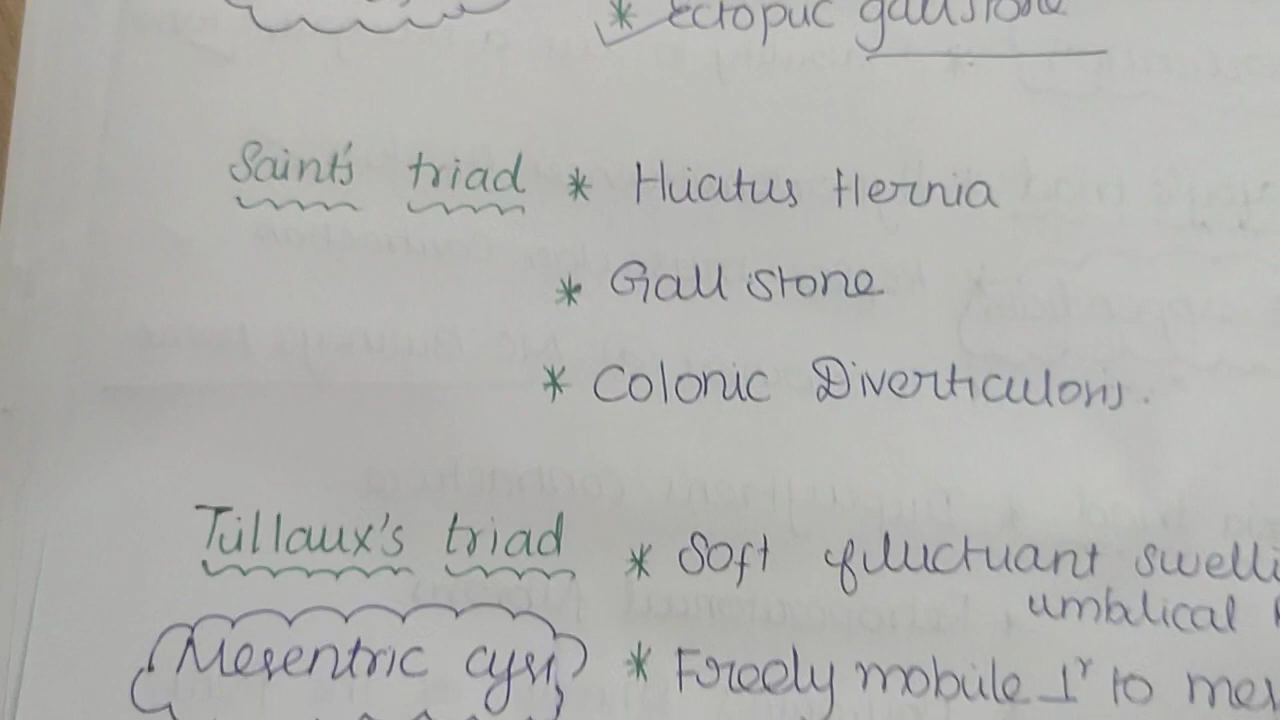 * ectopic gallstone
Saint's triad * Hiatus Hernia
* Gall stone
* Colonic Diverticulosis.
Tillaux's triad * Soft fluctuant swelli
umbilical
Mesentric cyst * Freely mobile ⊥r to mes